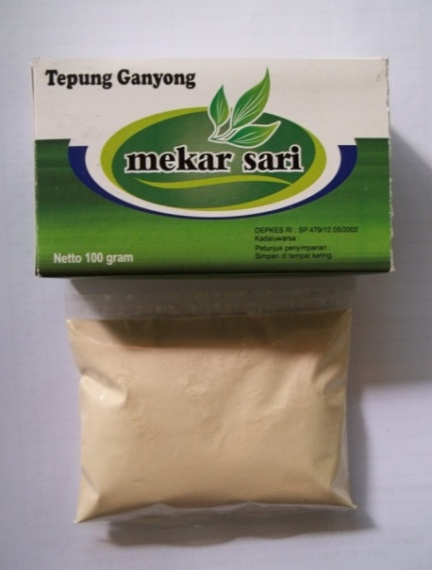 Tepung Ganyong
mekar sari
DEPKES RI : SP 479/12.05/2002
Kadaluwarsa :
Petunjuk penyimpanan :
Simpan di tempat kering.
Netto 100 gram